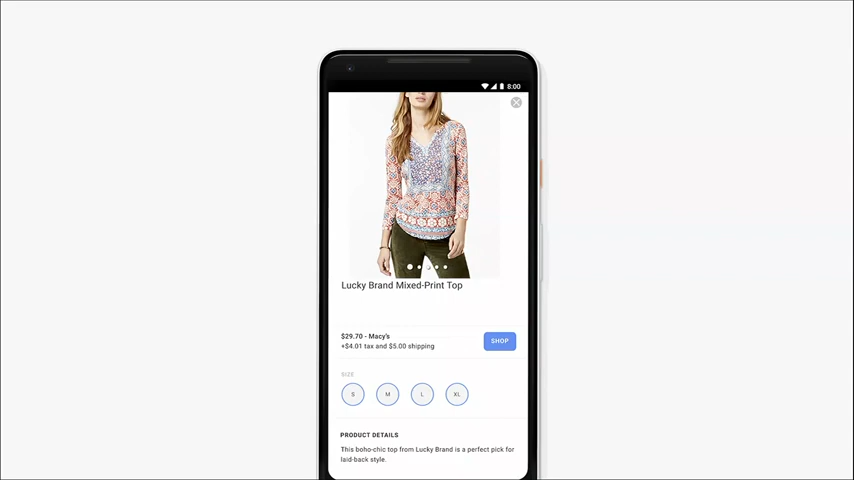 8:00
Lucky Brand Mixed-Print Top
$29.70 - Macy's
+$4.01 tax and $5.00 shipping
SHOP
SIZE
S M L XL
PRODUCT DETAILS
This boho-chic top from Lucky Brand is a perfect pick for
laid-back style.